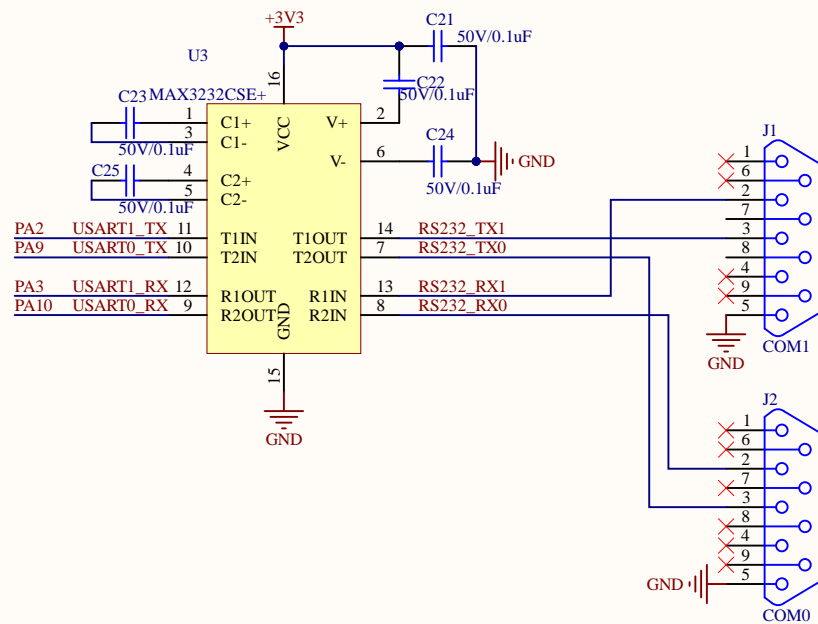 +3V3
C21
50V/0.1uF
U3
C22
50V/0.1uF
16
C23
MAX3232CSE+
1
C1+
VCC
V+
2
3
C1-
50V/0.1uF
C24
V-
6
GND
50V/0.1uF
C25
4
C2+
5
C2-
50V/0.1uF
PA2
USART1_TX
11
T1IN
T1OUT
14
RS232_TX1
PA9
USART0_TX
10
T2IN
T2OUT
7
RS232_TX0
PA3
USART1_RX
12
R1OUT
R1IN
13
RS232_RX1
PA10
USART0_RX
9
R2OUT
GND
R2IN
8
RS232_RX0
15
GND
J1
1
6
2
7
3
8
4
9
5
GND
COM1
J2
1
6
2
7
3
8
4
9
5
GND
COM0